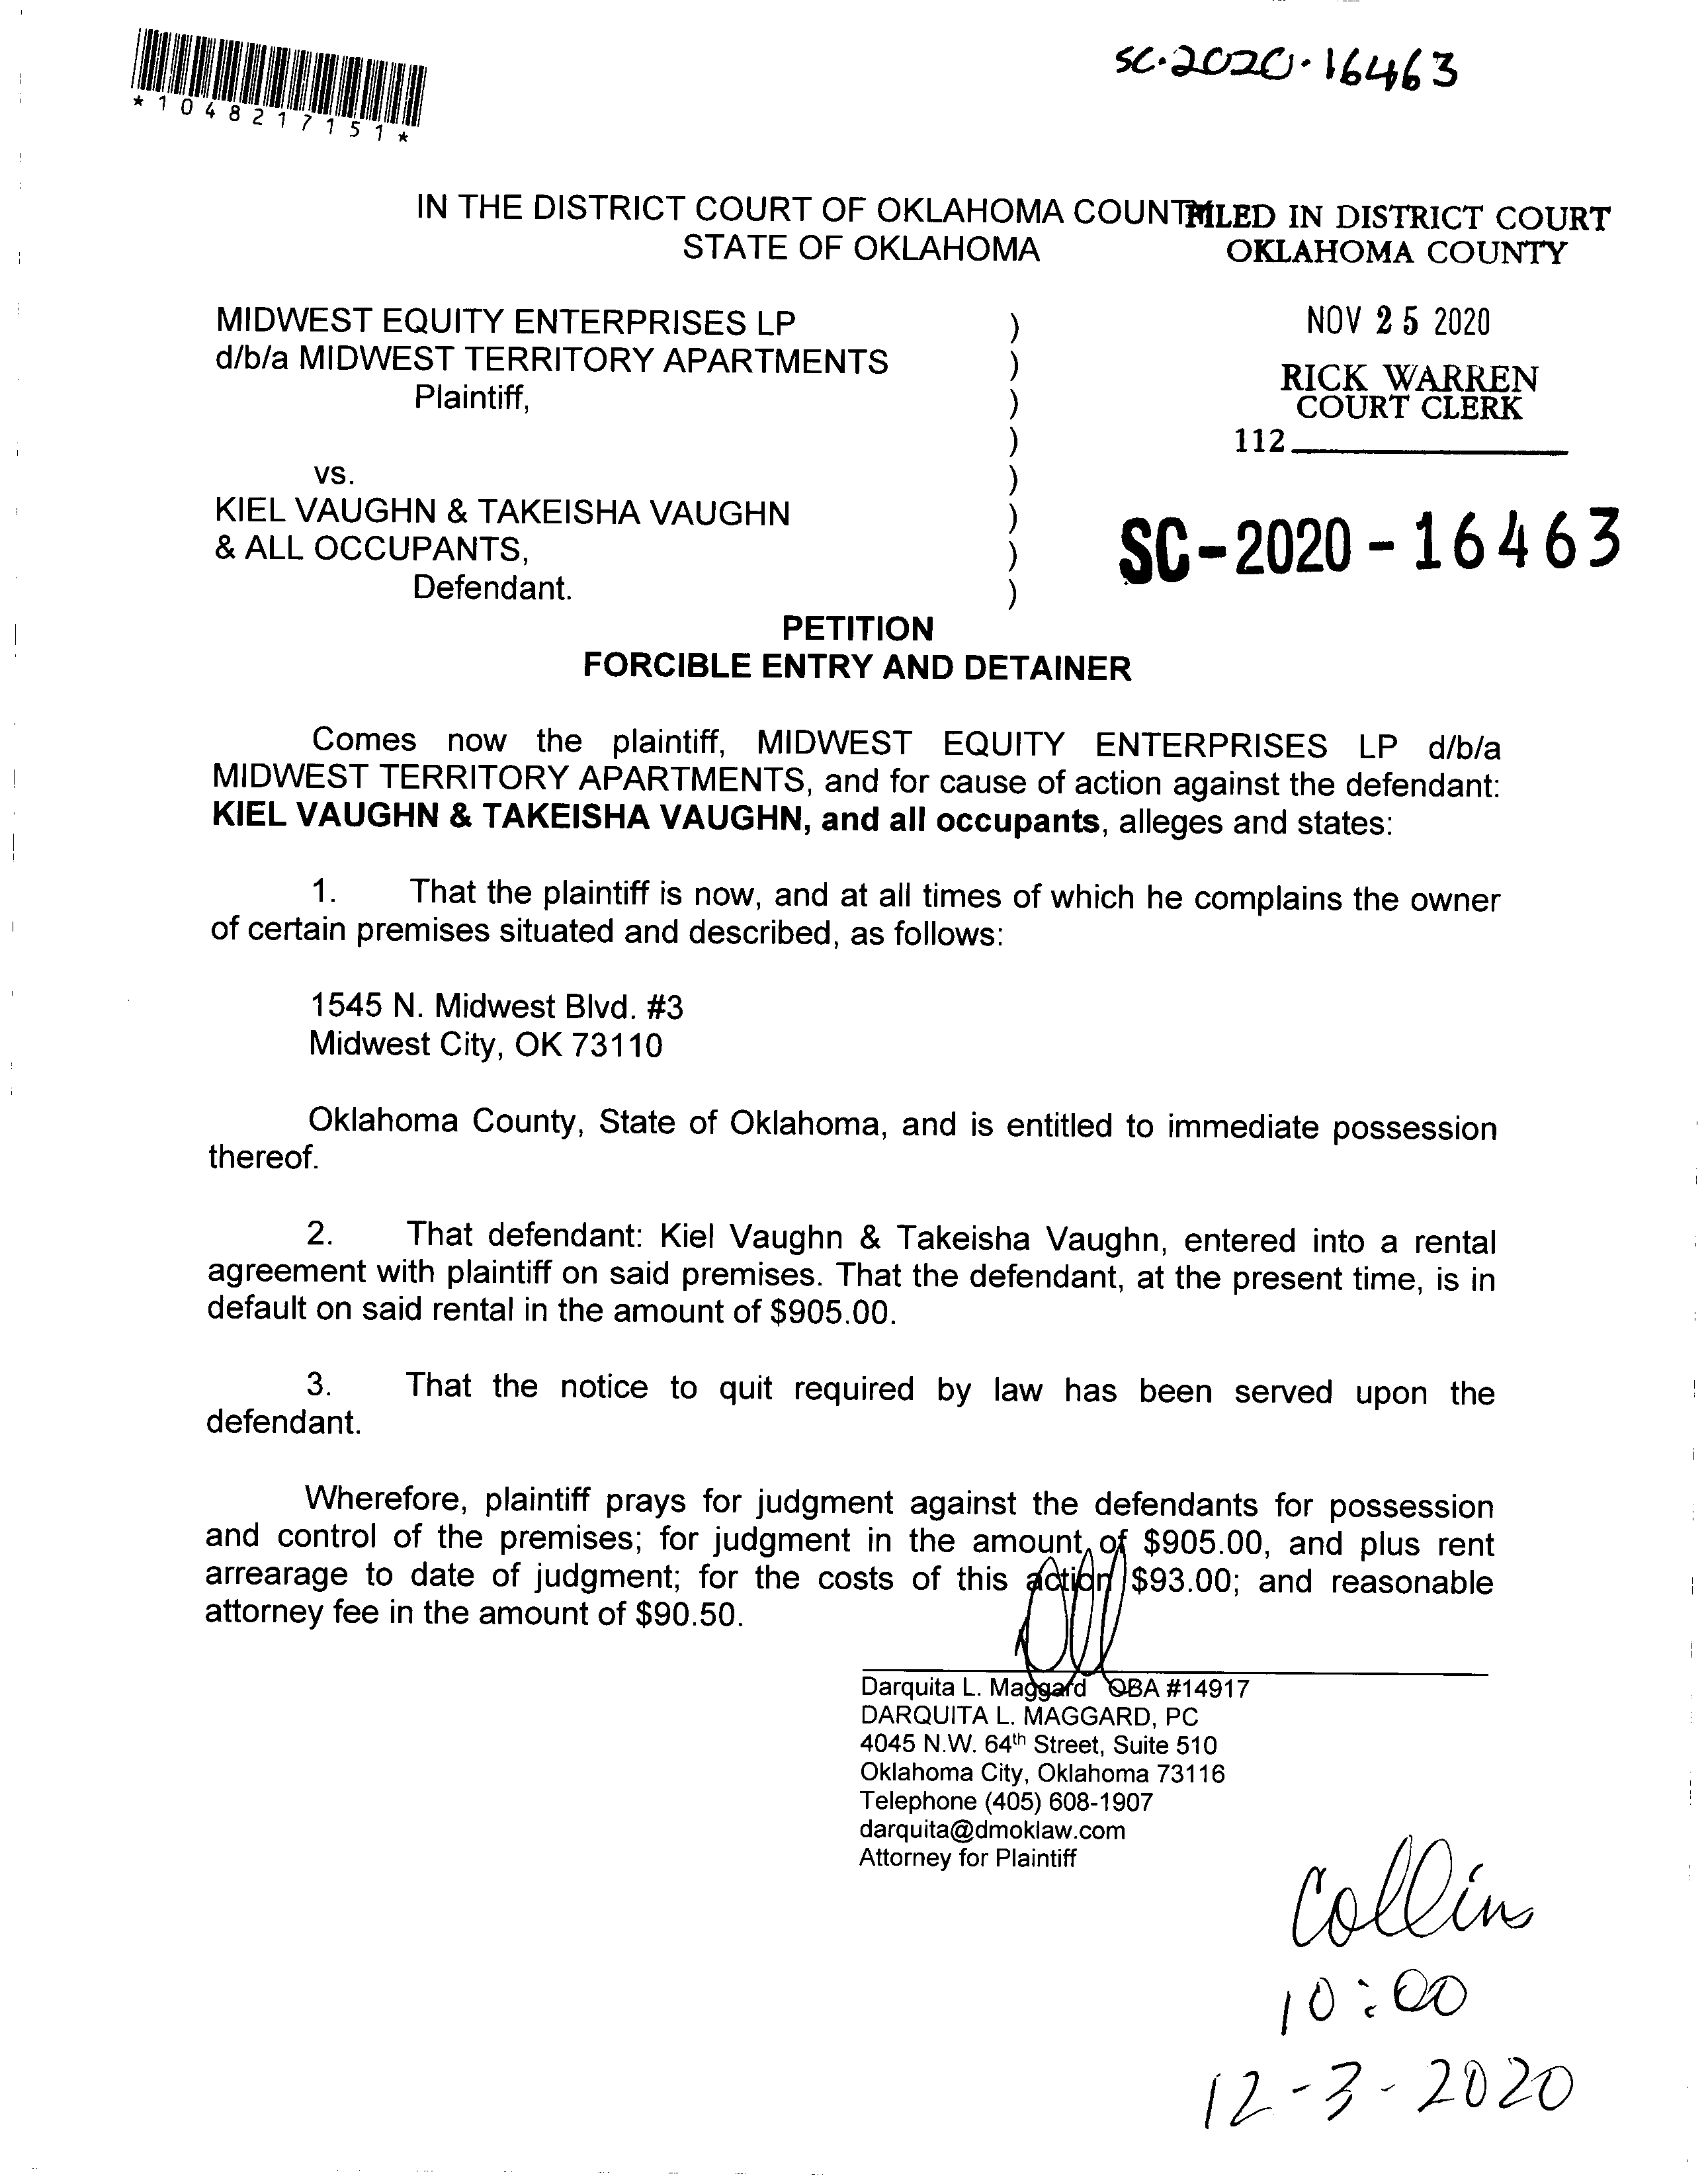 *1048217151*
SC-2020-16463
IN THE DISTRICT COURT OF OKLAHOMA COUNTY
STATE OF OKLAHOMA
FILED IN DISTRICT COURT
OKLAHOMA COUNTY
NOV 25 2020
RICK WARREN
COURT CLERK
112
SC-2020-16463
MIDWEST EQUITY ENTERPRISES LP )
d/b/a MIDWEST TERRITORY APARTMENTS )
Plaintiff, )
)
vs. )
KIEL VAUGHN & TAKEISHA VAUGHN )
& ALL OCCUPANTS, )
Defendant. )
PETITION
FORCIBLE ENTRY AND DETAINER
Comes now the plaintiff, MIDWEST EQUITY ENTERPRISES LP d/b/a
MIDWEST TERRITORY APARTMENTS, and for cause of action against the defendant:
KIEL VAUGHN & TAKEISHA VAUGHN, and all occupants, alleges and states:
1. That the plaintiff is now, and at all times of which he complains the owner
of certain premises situated and described, as follows:
1545 N. Midwest Blvd. #3
Midwest City, OK 73110
Oklahoma County, State of Oklahoma, and is entitled to immediate possession
thereof.
2. That defendant: Kiel Vaughn & Takeisha Vaughn, entered into a rental
agreement with plaintiff on said premises. That the defendant, at the present time, is in
default on said rental in the amount of $905.00.
3. That the notice to quit required by law has been served upon the
defendant.
Wherefore, plaintiff prays for judgment against the defendants for possession
and control of the premises; for judgment in the amount of $905.00, and plus rent
arrearage to date of judgment; for the costs of this action $93.00; and reasonable
attorney fee in the amount of $90.50.
Darquita L. Maggard OBA #14917
DARQUITA L. MAGGARD, PC
4045 N.W. 64th Street, Suite 510
Oklahoma City, Oklahoma 73116
Telephone (405) 608-1907
darquita@dmoklaw.com
Attorney for Plaintiff
Collins
10:00
12-3-2020